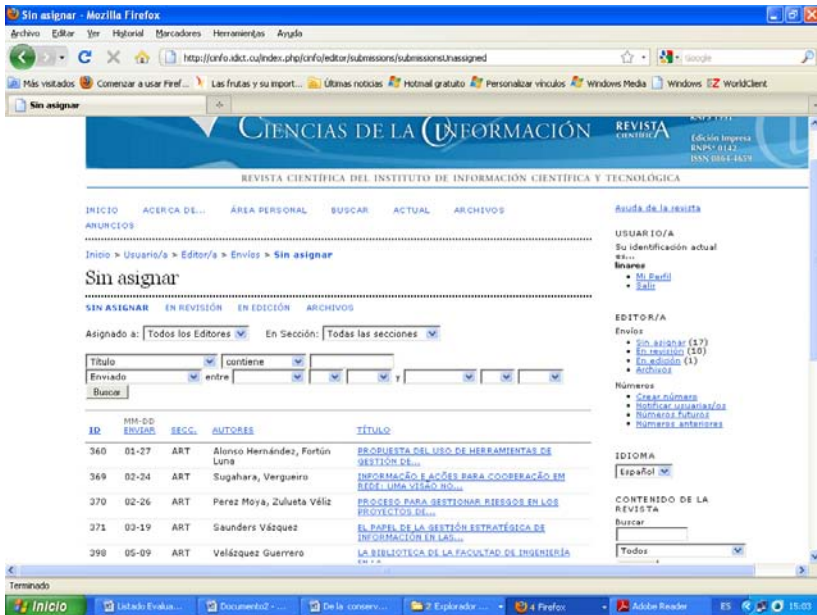 Sin asignar - Mozilla Firefox
Archivo Editar Ver Historial Marcadores Herramientas Ayuda
http://cinfo.idict.cu/index.php/cinfo/editor/submissions/submissionsUnassigned
Google
Más visitados Comenzar a usar Firef... Las frutas y su import... Últimas noticias Hotmail gratuito Personalizar vínculos Windows Media Windows WorldClient
Sin asignar
CIENCIAS DE LA INFORMACIÓN
REVISTA
CIENTÍFICA
Edición Impresa
RNPS* 0142
ISSN 0864-4659
REVISTA CIENTÍFICA DEL INSTITUTO DE INFORMACIÓN CIENTÍFICA Y TECNOLÓGICA
INICIO ACERCA DE... ÁREA PERSONAL BUSCAR ACTUAL ARCHIVOS
ANUNCIOS
Inicio > Usuario/a > Editor/a > Envíos > Sin asignar
Sin asignar
SIN ASIGNAR EN REVISIÓN EN EDICIÓN ARCHIVOS
Asignado a: Todos los Editores En Sección: Todas las secciones
Título contiene
Enviado entre y
Buscar
ID MM-DD ENVIAR SECC. AUTORES TÍTULO
360 01-27 ART Alonso Hernández, Fortún Luna PROPUESTA DEL USO DE HERRAMIENTAS DE GESTIÓN DE...
369 02-24 ART Sugahara, Vergueiro INFORMAÇÃO E AÇÕES PARA COOPERAÇÃO EM REDE: UMA VISÃO NO...
370 02-26 ART Perez Moya, Zulueta Véliz PROCESO PARA GESTIONAR RIESGOS EN LOS PROYECTOS DE...
371 03-19 ART Saunders Vázquez EL PAPEL DE LA GESTIÓN ESTRATÉGICA DE INFORMACIÓN EN LAS...
398 05-09 ART Velázquez Guerrero LA BIBLIOTECA DE LA FACULTAD DE INGENIERÍA
Ayuda de la revista
USUARIO/A
Su identificación actual
es...
linares
Mi Perfil
Salir
EDITOR/A
Envíos
Sin asignar (17)
En revisión (10)
En edición (1)
Archivos
Números
Crear número
Notificar usuarias/os
Números futuros
Números anteriores
IDIOMA
Español
CONTENIDO DE LA
REVISTA
Buscar
Todos
Terminado
Inicio Listado Evalua... Documento2 - ... De la conserv... 2 Explorador ... 4 Firefox Adobe Reader ES 15:03